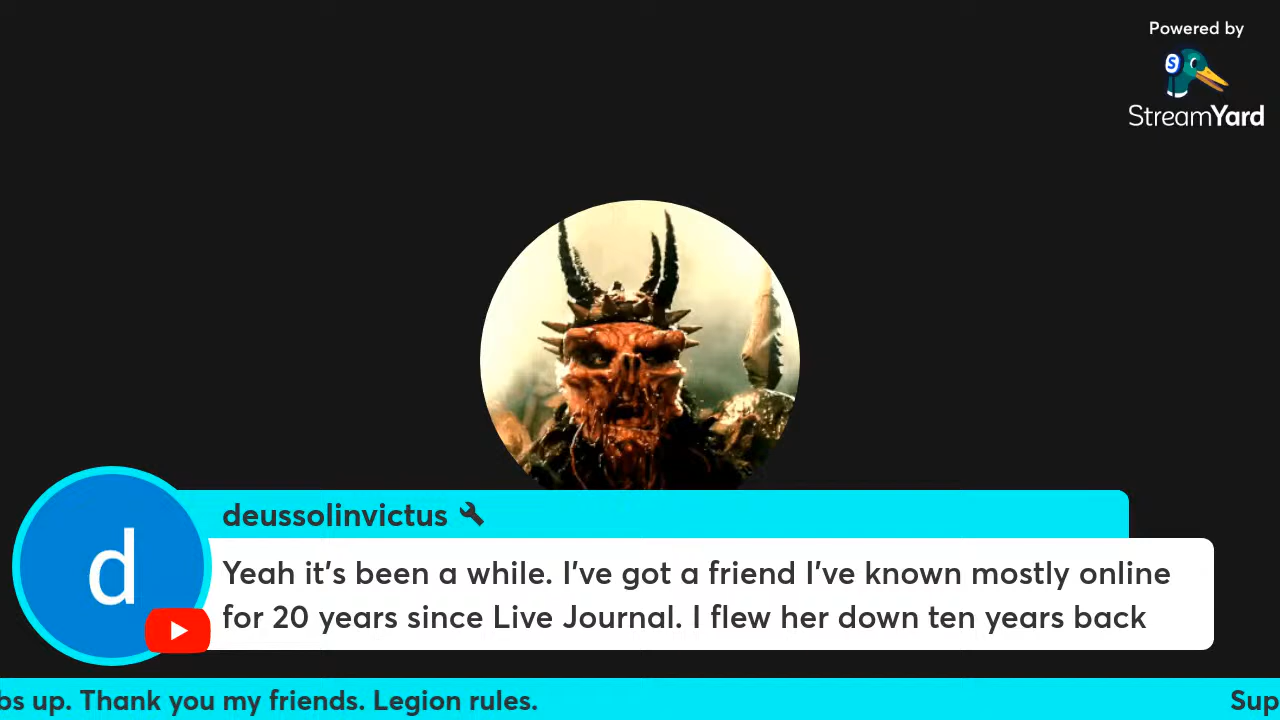 Powered by
S
StreamYard
deussolinvictus
d
Yeah it's been a while. I've got a friend I've known mostly online
for 20 years since Live Journal. I flew her down ten years back
bs up. Thank you my friends. Legion rules.
Sup